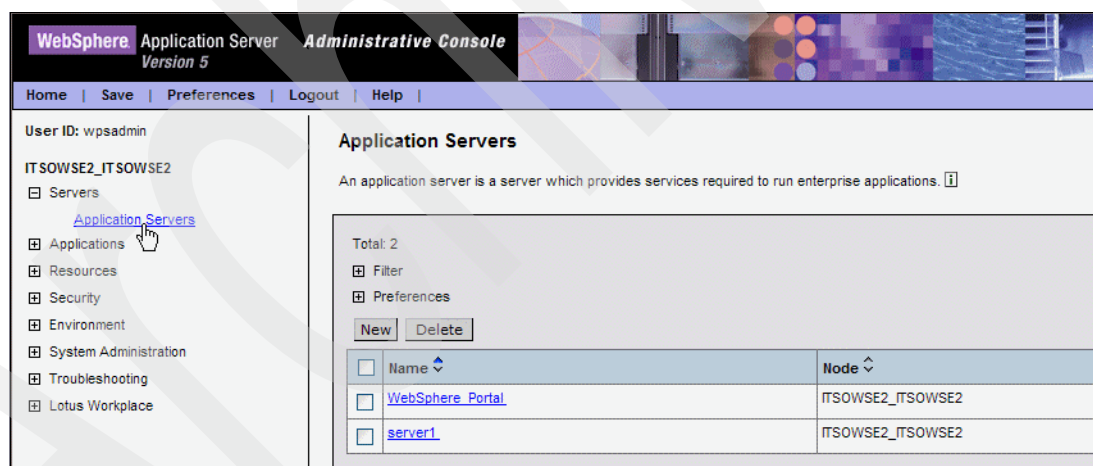 WebSphere Application Server Administrative Console
Version 5
Home | Save | Preferences | Logout | Help |
User ID: wpsadmin
ITSOWSE2_ITSOWSE2
Servers
Application Servers
Applications
Resources
Security
Environment
System Administration
Troubleshooting
Lotus Workplace
Application Servers
An application server is a server which provides services required to run enterprise applications. i
Total: 2
Filter
Preferences
New Delete
Name Node
WebSphere_Portal ITSOWSE2_ITSOWSE2
server1 ITSOWSE2_ITSOWSE2